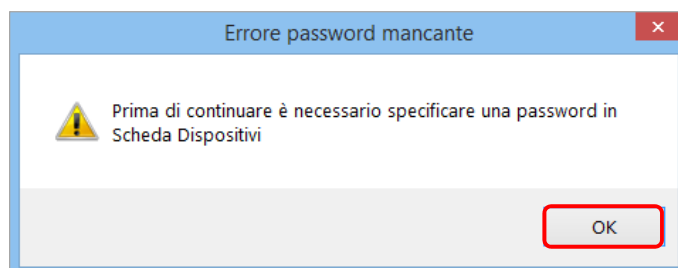 Errore password mancante
Prima di continuare è necessario specificare una password in
Scheda Dispositivi
OK